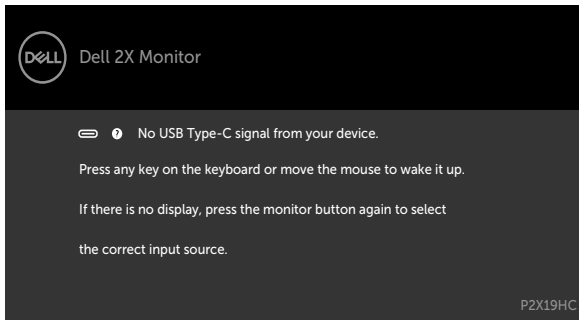 DELL
Dell 2X Monitor
No USB Type-C signal from your device.
Press any key on the keyboard or move the mouse to wake it up.
If there is no display, press the monitor button again to select
the correct input source.
P2X19HC